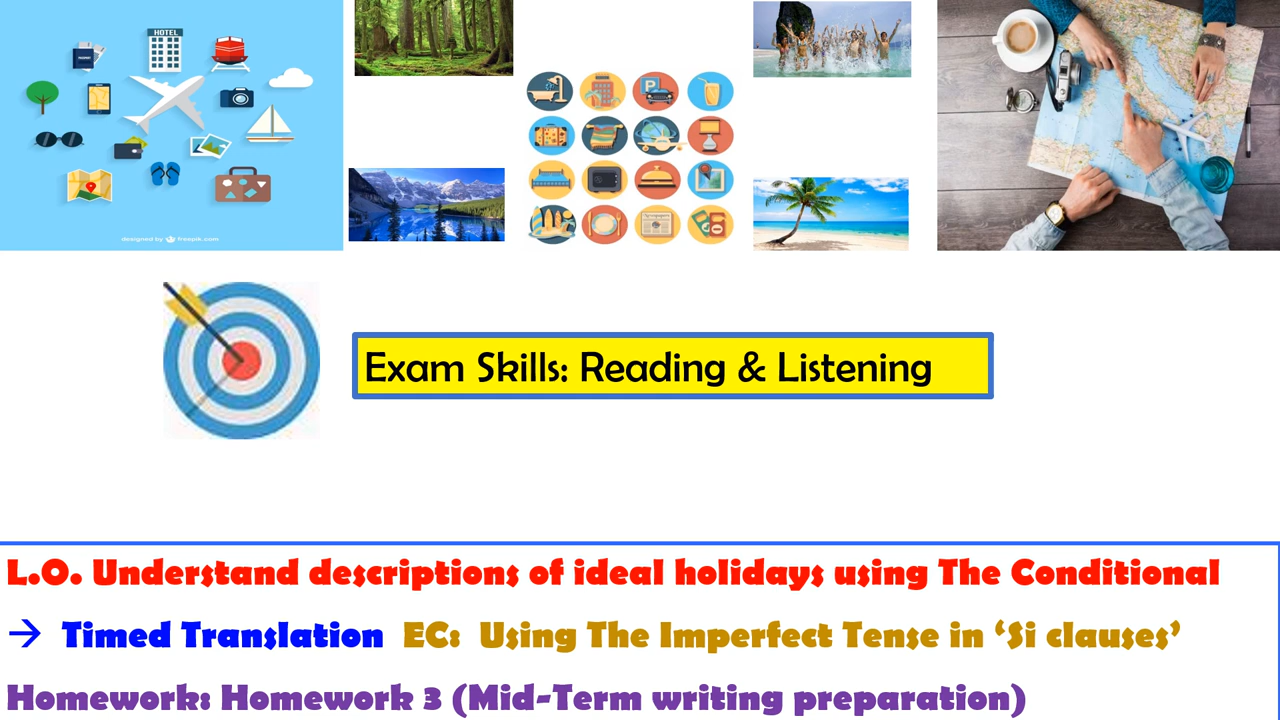 HOTEL
designed by freepik.com
P
Exam Skills: Reading & Listening
L.O. Understand descriptions of ideal holidays using The Conditional
→ Timed Translation EC: Using The Imperfect Tense in ‘Si clauses’
Homework: Homework 3 (Mid-Term writing preparation)